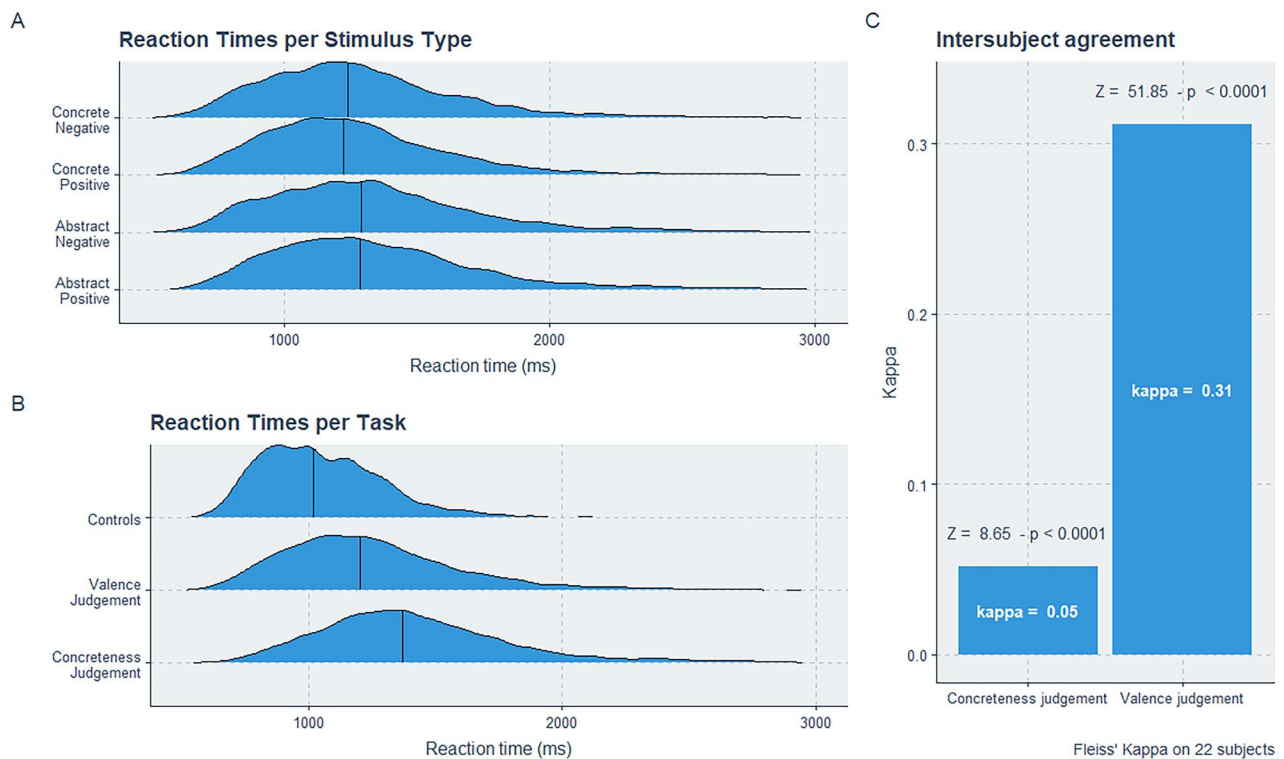 A
Reaction Times per Stimulus Type
Concrete
Negative
Concrete
Positive
Abstract
Negative
Abstract
Positive
1000
2000
3000
Reaction time (ms)
B
Reaction Times per Task
Controls
Valence
Judgement
Concreteness
Judgement
1000
2000
3000
Reaction time (ms)
C
Intersubject agreement
Z = 51.85 - p < 0.0001
0.3
0.2
0.1
0.0
Kappa
kappa = 0.31
Z = 8.65 - p < 0.0001
kappa = 0.05
Concreteness judgement
Valence judgement
Fleiss' Kappa on 22 subjects